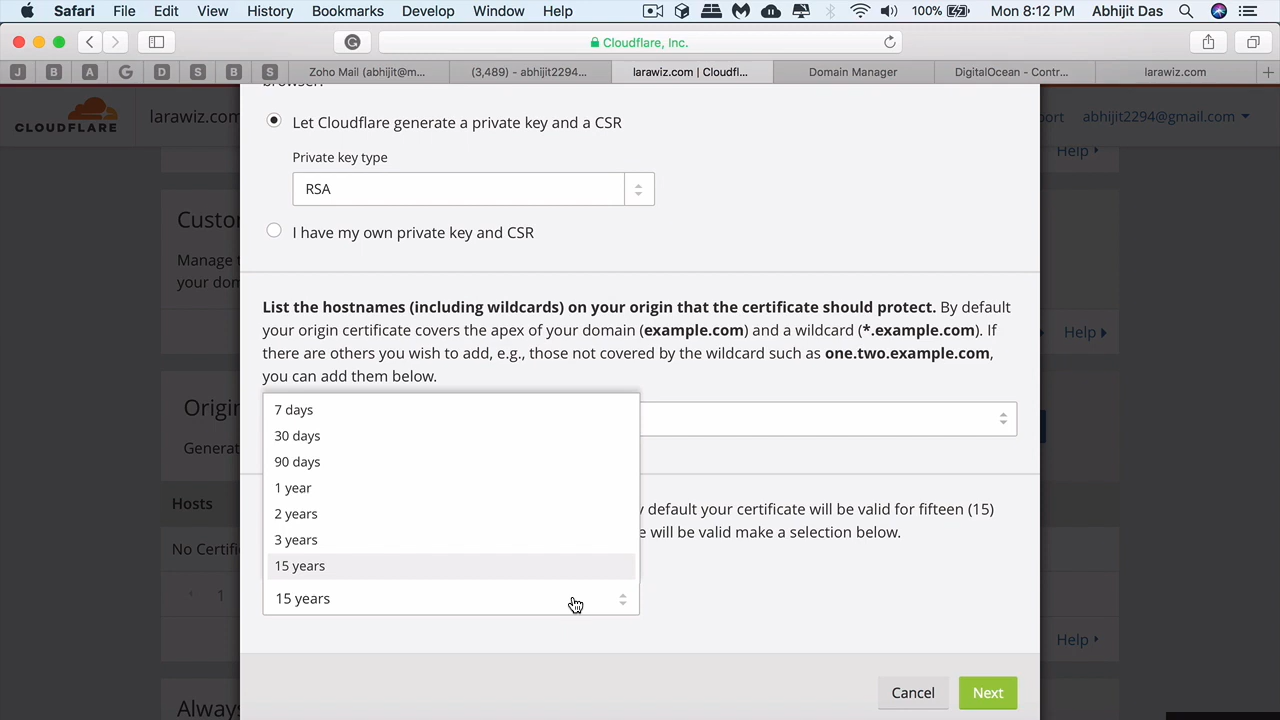 Safari File Edit View History Bookmarks Develop Window Help 100% Mon 8:12 PM Abhijit Das
Cloudflare, Inc.
J B A G D S B S Zoho Mail (abhijit@m... (3,489) - abhijit2294... larawiz.com | Cloudfl... Domain Manager DigitalOcean - Contr... larawiz.com
browser.
CLOUDFLARE larawiz.com abhijit2294@gmail.com
Let Cloudflare generate a private key and a CSR
Help
Private key type
RSA
I have my own private key and CSR
Manage
your dom
List the hostnames (including wildcards) on your origin that the certificate should protect. By default
your origin certificate covers the apex of your domain (example.com) and a wildcard (*.example.com). If
there are others you wish to add, e.g., those not covered by the wildcard such as one.two.example.com,
you can add them below.
Help
7 days
30 days
90 days
1 year
2 years
3 years
15 years
15 years
Origin
Hosts
1
y default your certificate will be valid for fifteen (15)
e will be valid make a selection below.
Help
Cancel Next
Always